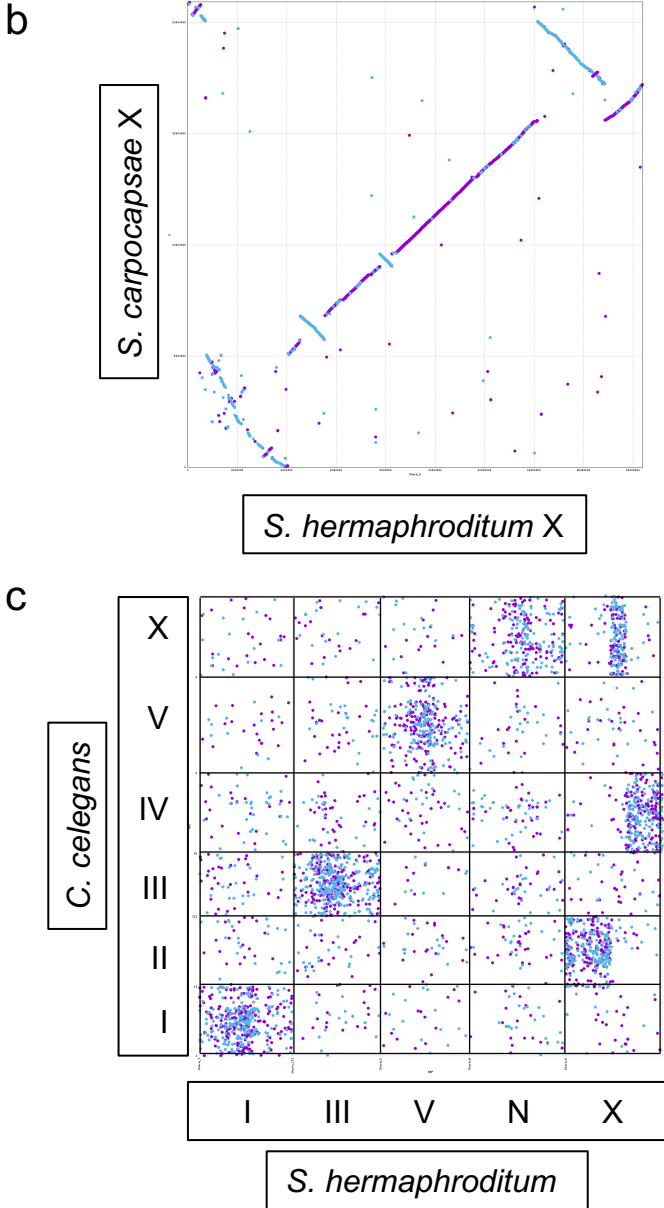 b
S. carpocapsae X
S. hermaphroditum X
c
C. celegans
X
V
IV
III
II
I
I III V N X
S. hermaphroditum